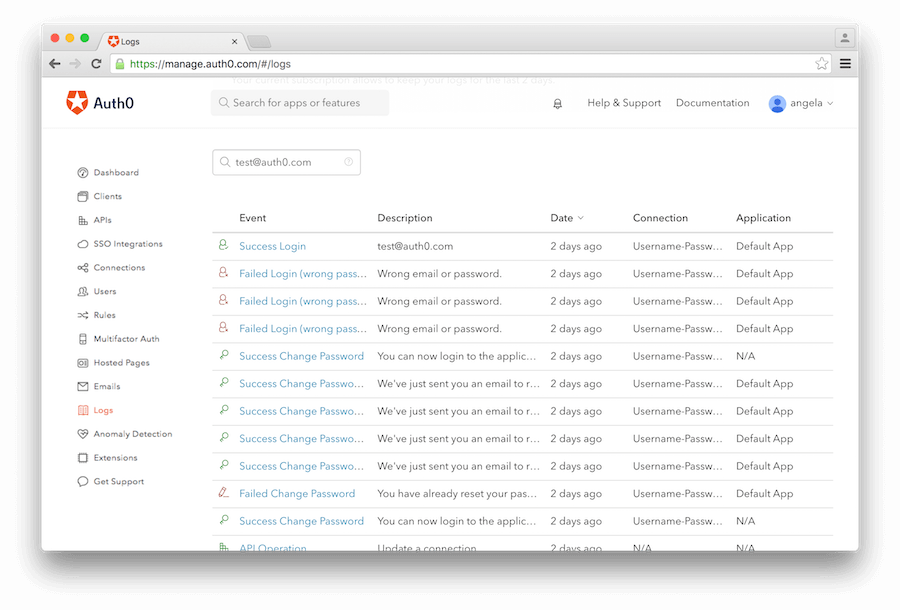 Logs
https://manage.auth0.com/#/logs
Your current subscription allows to keep your logs for the last 2 days
Auth0
Search for apps or features
Help & Support
Documentation
angela
test@auth0.com
Dashboard
Clients
APIs
SSO Integrations
Connections
Users
Rules
Multifactor Auth
Hosted Pages
Emails
Logs
Anomaly Detection
Extensions
Get Support
Event Description Date Connection Application
Success Login test@auth0.com 2 days ago Username-Passw... Default App
Failed Login (wrong pass... Wrong email or password. 2 days ago Username-Passw... Default App
Failed Login (wrong pass... Wrong email or password. 2 days ago Username-Passw... Default App
Failed Login (wrong pass... Wrong email or password. 2 days ago Username-Passw... Default App
Success Change Password You can now login to the applic... 2 days ago Username-Passw... N/A
Success Change Passwo... We've just sent you an email to r... 2 days ago Username-Passw... Default App
Success Change Passwo... We've just sent you an email to r... 2 days ago Username-Passw... Default App
Success Change Passwo... We've just sent you an email to r... 2 days ago Username-Passw... Default App
Success Change Passwo... We've just sent you an email to r... 2 days ago Username-Passw... Default App
Failed Change Password You have already reset your pas... 2 days ago Username-Passw... Default App
Success Change Password You can now login to the applic... 2 days ago Username-Passw... N/A
API Operation Update a connection 2 days ago N/A N/A